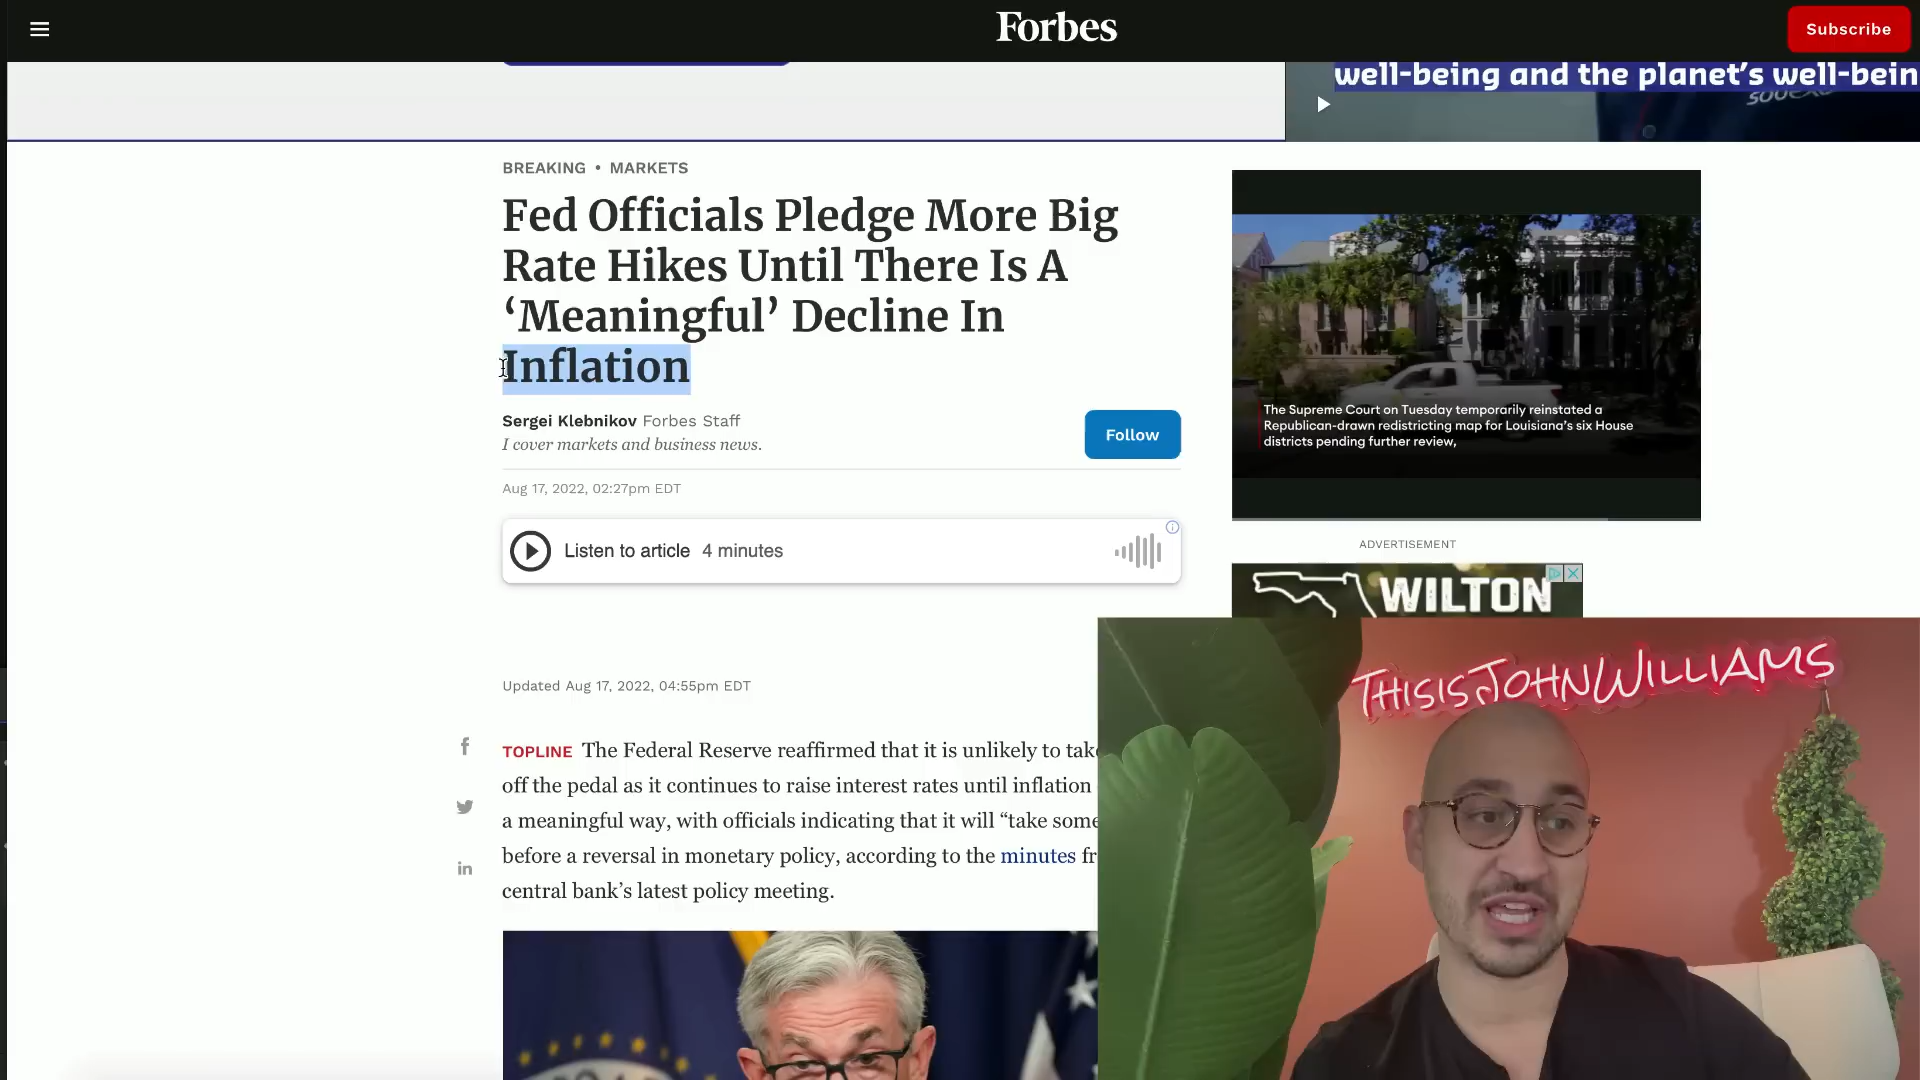 Forbes
Subscribe
well-being and the planet's well-bein
BREAKING • MARKETS
Fed Officials Pledge More Big
Rate Hikes Until There Is A
‘Meaningful’ Decline In
Inflation
Sergei Klebnikov Forbes Staff
I cover markets and business news.
Follow
Aug 17, 2022, 02:27pm EDT
Listen to article 4 minutes
The Supreme Court on Tuesday temporarily reinstated a
Republican-drawn redistricting map for Louisiana's six House
districts pending further review,
ADVERTISEMENT
WILTON
Updated Aug 17, 2022, 04:55pm EDT
TOPLINE The Federal Reserve reaffirmed that it is unlikely to take
off the pedal as it continues to raise interest rates until inflation
a meaningful way, with officials indicating that it will “take some
before a reversal in monetary policy, according to the minutes fr
central bank’s latest policy meeting.
THISISJOHNWILLIAMS